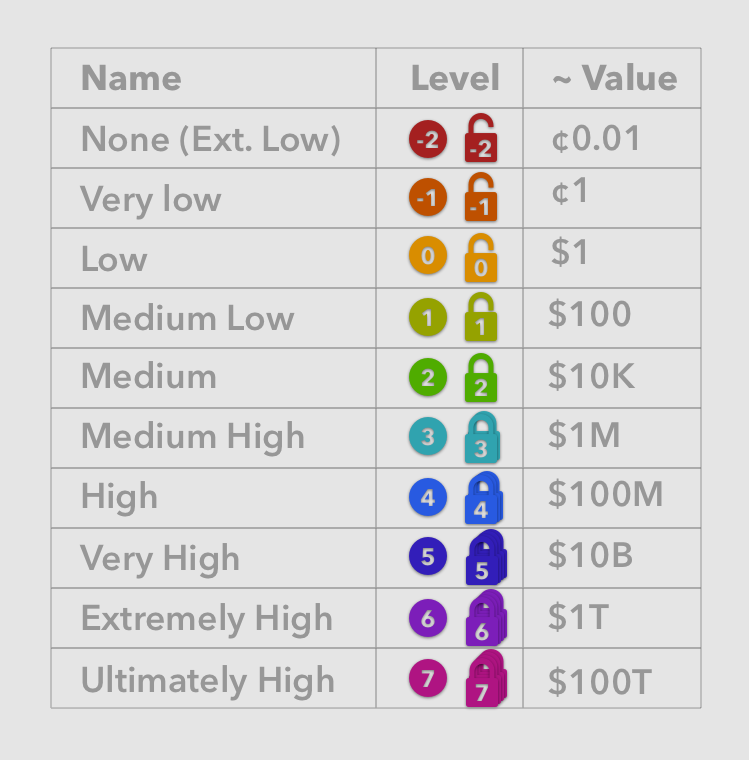 Name Level ~ Value
None (Ext. Low) -2 -2 ¢0.01
Very low -1 -1 ¢1
Low 0 0 $1
Medium Low 1 1 $100
Medium 2 2 $10K
Medium High 3 3 $1M
High 4 4 $100M
Very High 5 5 $10B
Extremely High 6 6 $1T
Ultimately High 7 7 $100T